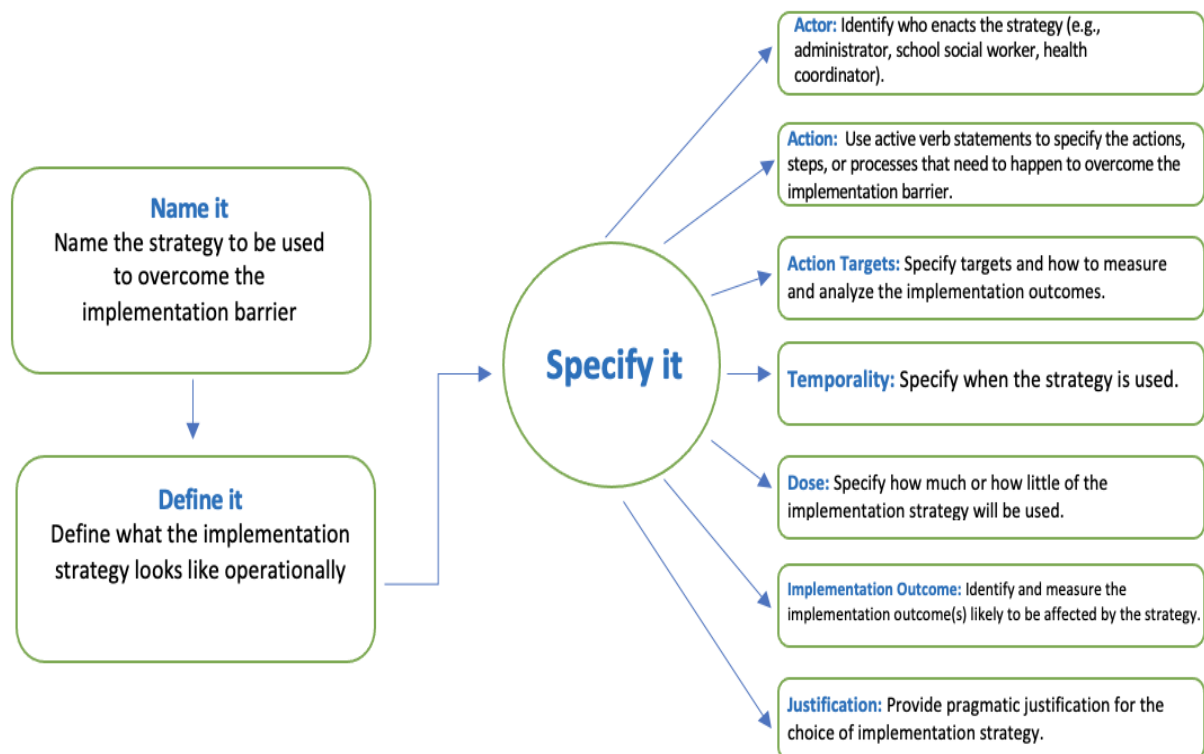 Name it
Name the strategy to be used
to overcome the
implementation barrier
Define it
Define what the implementation
strategy looks like operationally
Specify it
Actor: Identify who enacts the strategy (e.g.,
administrator, school social worker, health
coordinator).
Action: Use active verb statements to specify the actions,
steps, or processes that need to happen to overcome the
implementation barrier.
Action Targets: Specify targets and how to measure
and analyze the implementation outcomes.
Temporality: Specify when the strategy is used.
Dose: Specify how much or how little of the
implementation strategy will be used.
Implementation Outcome: Identify and measure the
implementation outcome(s) likely to be affected by the strategy.
Justification: Provide pragmatic justification for the
choice of implementation strategy.